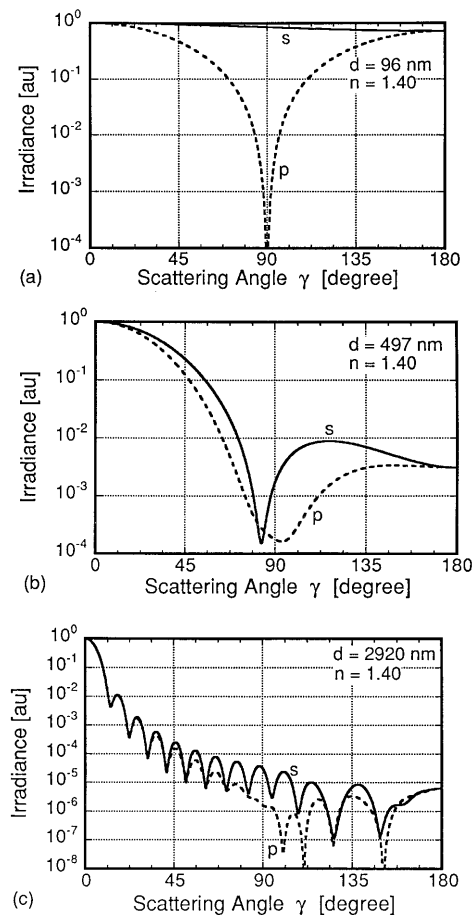 10^0
10^-1
10^-2
10^-3
10^-4
Irradiance [au]
s
d = 96 nm
n = 1.40
p
0 45 90 135 180
(a) Scattering Angle γ [degree]
10^0
10^-1
10^-2
10^-3
10^-4
Irradiance [au]
d = 497 nm
n = 1.40
s
p
0 45 90 135 180
(b) Scattering Angle γ [degree]
10^0
10^-1
10^-2
10^-3
10^-4
10^-5
10^-6
10^-7
10^-8
Irradiance [au]
d = 2920 nm
n = 1.40
s
p
0 45 90 135 180
(c) Scattering Angle γ [degree]